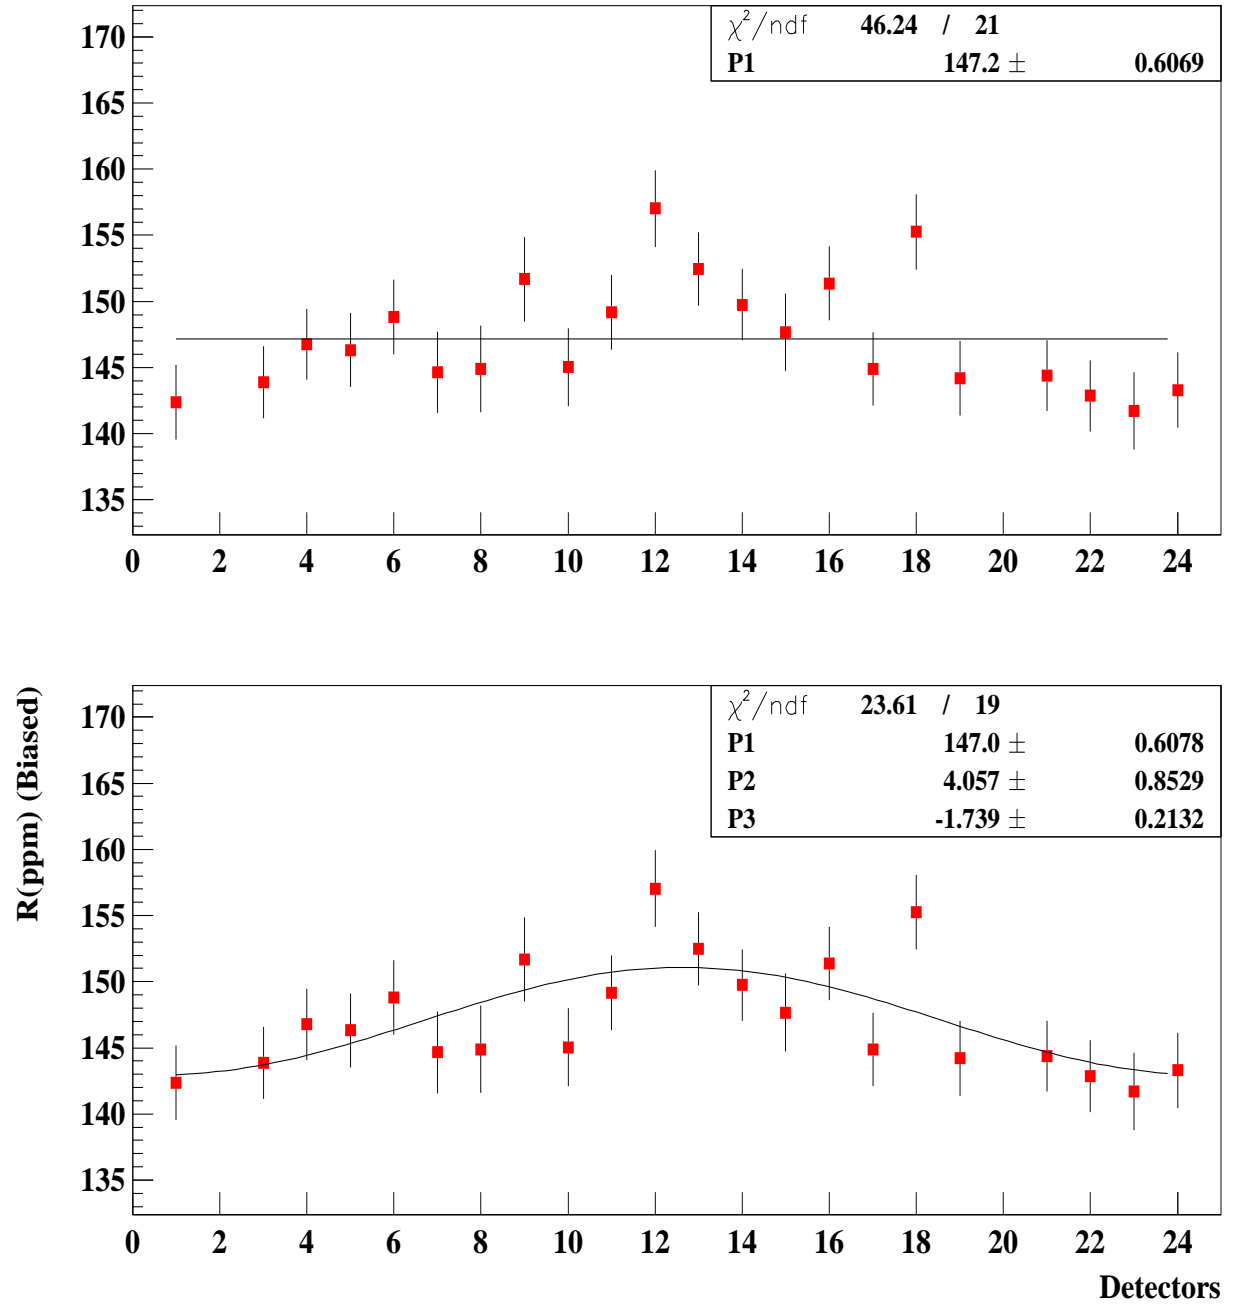 χ²/ndf 46.24 / 21
P1 147.2 ± 0.6069
170
165
160
155
150
145
140
135
0 2 4 6 8 10 12 14 16 18 20 22 24
R(ppm) (Biased)
χ²/ndf 23.61 / 19
P1 147.0 ± 0.6078
P2 4.057 ± 0.8529
P3 -1.739 ± 0.2132
170
165
160
155
150
145
140
135
0 2 4 6 8 10 12 14 16 18 20 22 24
Detectors